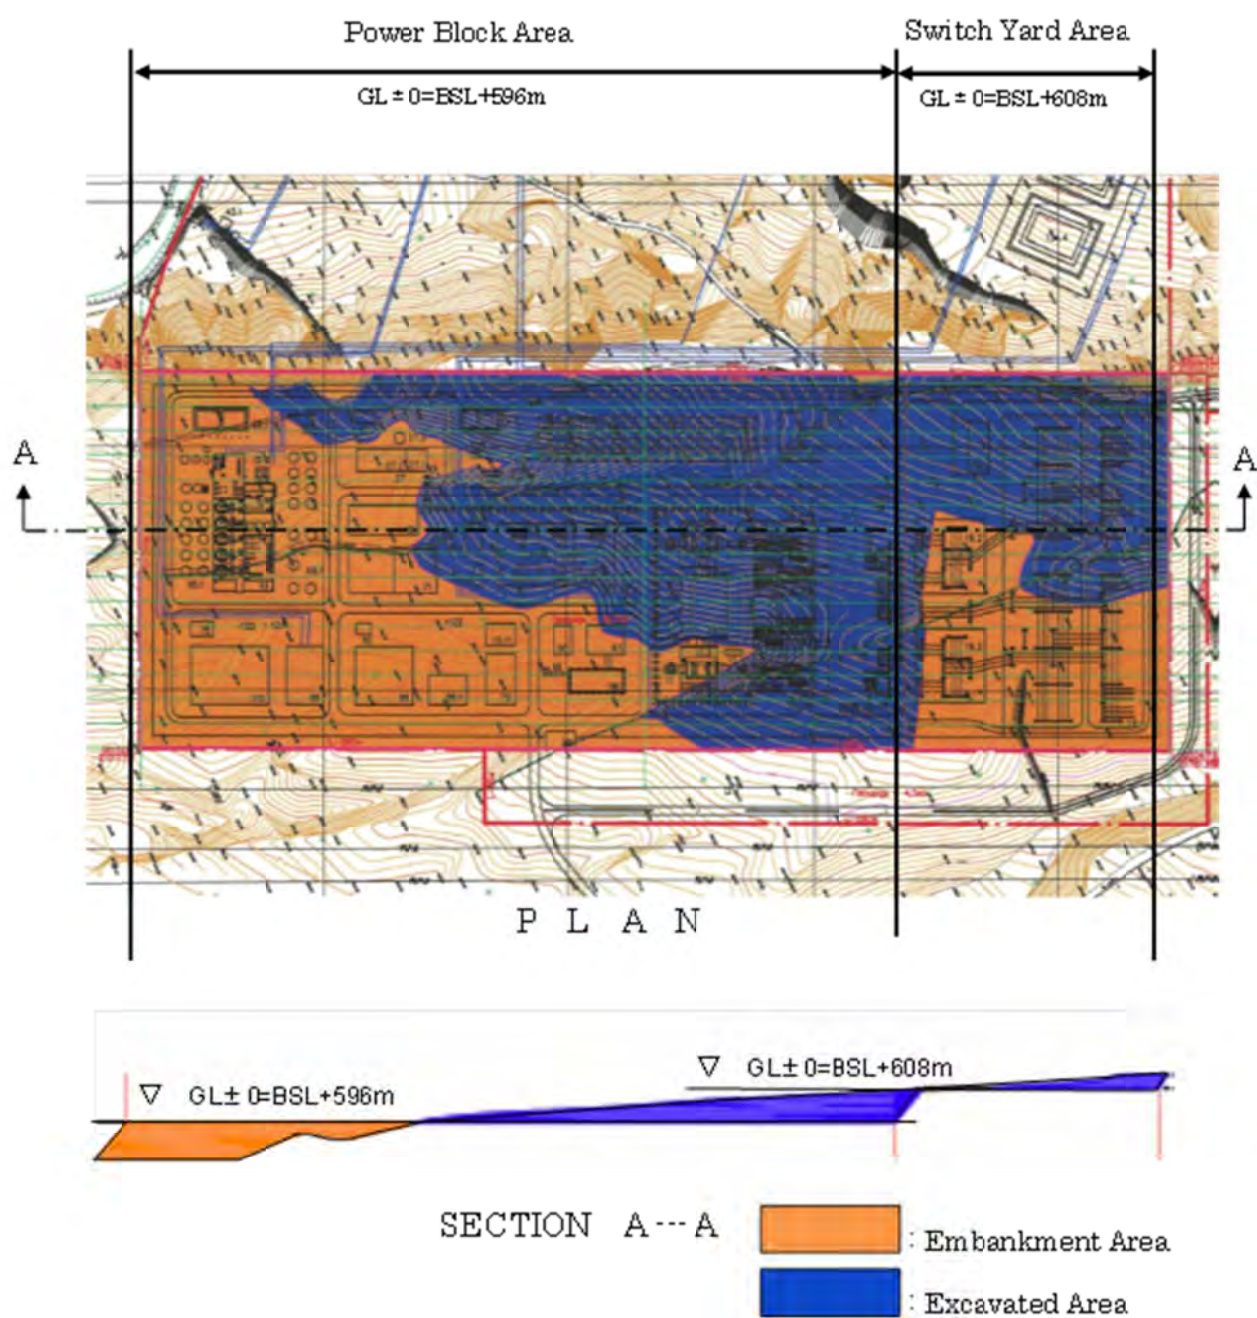 Power Block Area
Switch Yard Area
GL ± 0=BSL+596m
GL ± 0=BSL+608m
A
A
P L A N
GL± 0=BSL+608m
GL± 0=BSL+596m
SECTION A---A
: Embankment Area
: Excavated Area